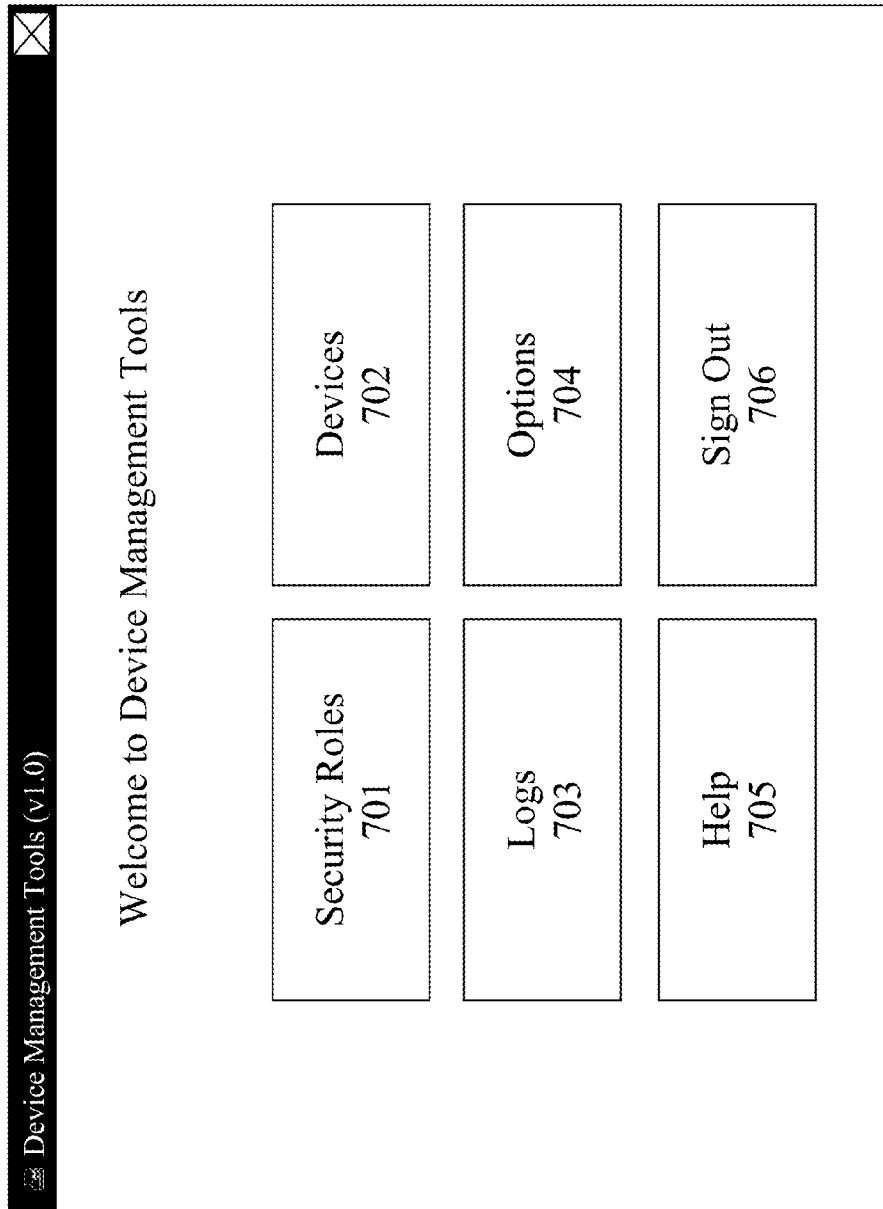 Device Management Tools (v1.0)
Welcome to Device Management Tools
Security Roles
701
Devices
702
Logs
703
Options
704
Help
705
Sign Out
706